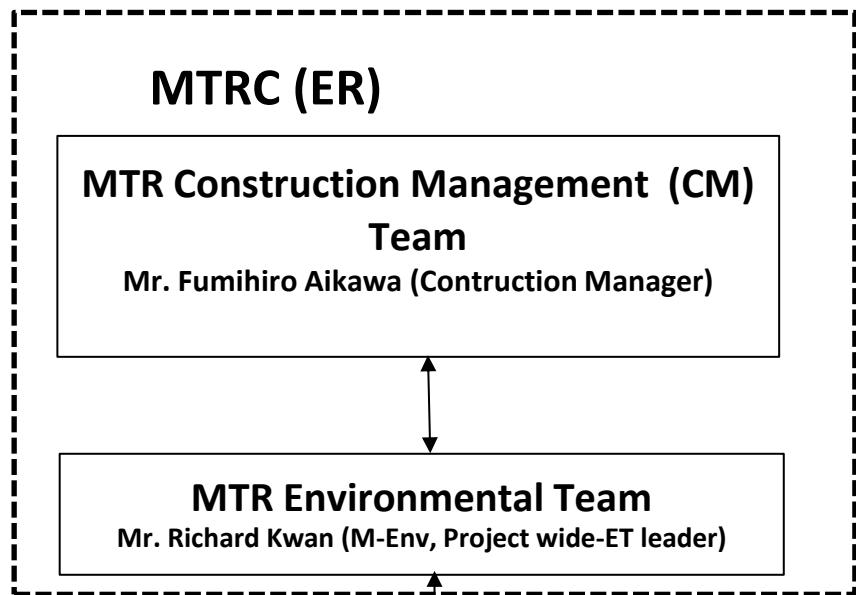 MTRC (ER)
MTR Construction Management (CM)
Team
Mr. Fumihiro Aikawa (Contruction Manager)
MTR Environmental Team
Mr. Richard Kwan (M-Env, Project wide-ET leader)